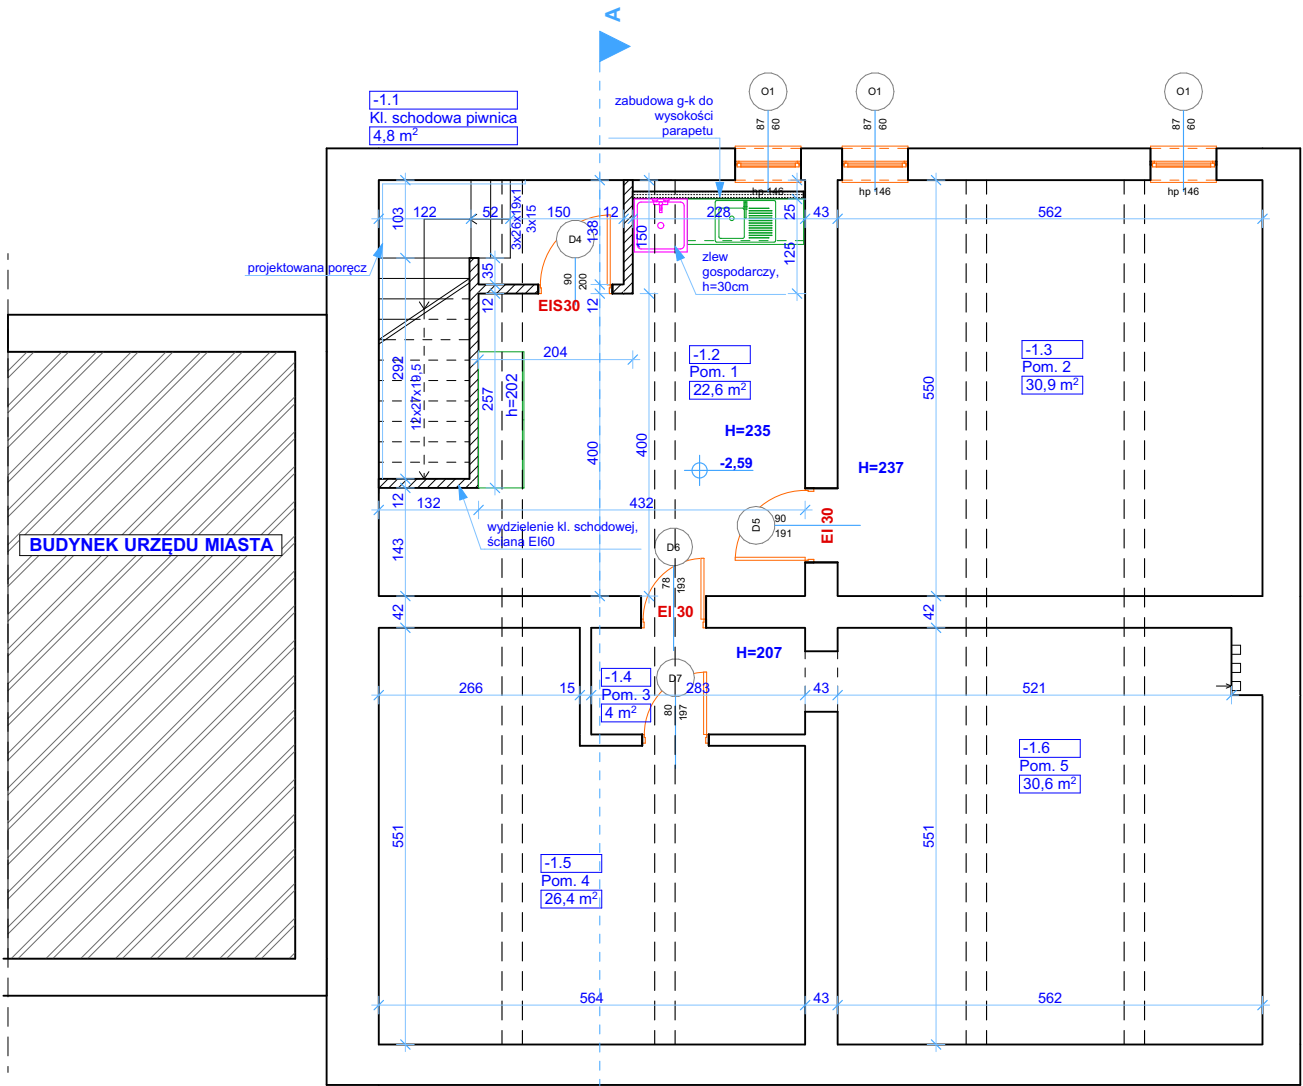 A
-1.1
Kl. schodowa piwnica
4,8 m²
zabudowa g-k do
wysokości
parapetu
O1
87
60
hp 146
O1
87
60
hp 146
O1
87
60
hp 146
103
122
52
3x26x19x1
3x15
150
12
138
D4
90
200
150
228
25
43
562
125
projektowana poręcz
35
12
EIS30
12
zlew
gospodarczy,
h=30cm
204
-1.2
Pom. 1
22,6 m²
-1.3
Pom. 2
30,9 m²
292
12x27x19,5
257
h=202
400
400
550
H=235
-2,59
H=237
12
132
432
wydzielenie kl. schodowej,
ściana EI60
D5
90
191
EI 30
BUDYNEK URZĘDU MIASTA
143
D6
78
193
42
EI 30
42
H=207
266
15
-1.4
Pom. 3
4 m²
D7
80
197
283
43
521
-1.6
Pom. 5
30,6 m²
551
551
-1.5
Pom. 4
26,4 m²
564
43
562